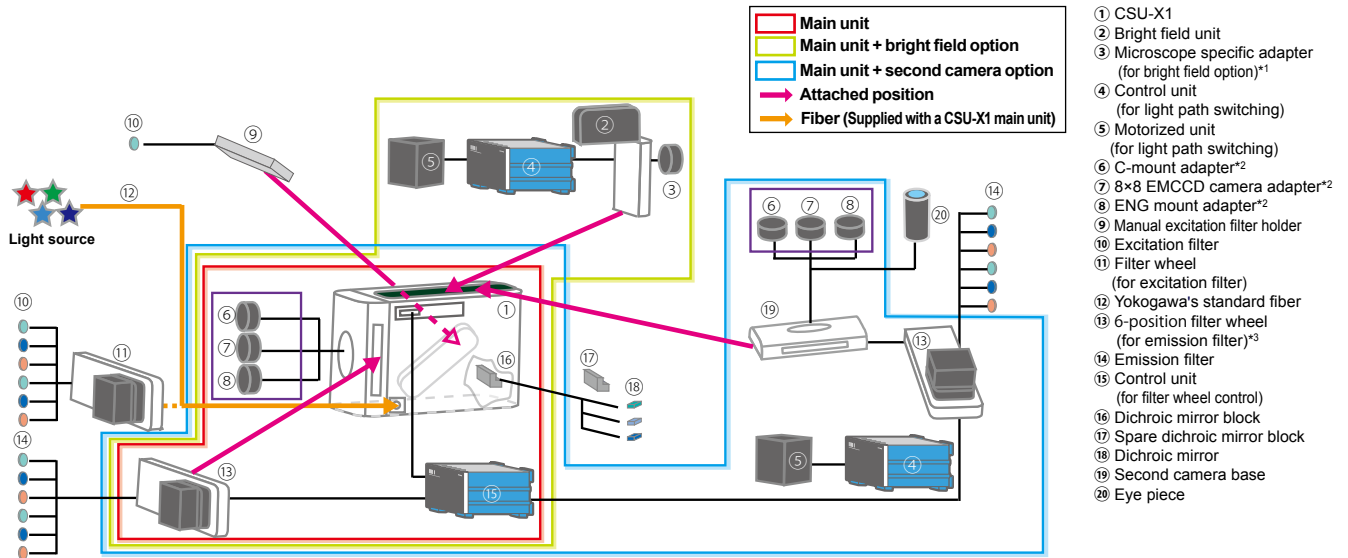 Main unit
Main unit + bright field option
Main unit + second camera option
Attached position
Fiber (Supplied with a CSU-X1 main unit)
① CSU-X1
② Bright field unit
③ Microscope specific adapter
(for bright field option)*1
④ Control unit
(for light path switching)
⑤ Motorized unit
(for light path switching)
⑥ C-mount adapter*2
⑦ 8×8 EMCCD camera adapter*2
⑧ ENG mount adapter*2
⑨ Manual excitation filter holder
⑩ Excitation filter
⑪ Filter wheel
(for excitation filter)
⑫ Yokogawa's standard fiber
⑬ 6-position filter wheel
(for emission filter)*3
⑭ Emission filter
⑮ Control unit
(for filter wheel control)
⑯ Dichroic mirror block
⑰ Spare dichroic mirror block
⑱ Dichroic mirror
⑲ Second camera base
⑳ Eye piece
⑩
⑨
②
⑤
④
③
⑫
Light source
⑥
⑦
⑧
⑳
⑭
⑩
⑪
⑥
⑦
⑧
①
⑯
⑰
⑱
⑲
⑬
⑭
⑬
⑮
⑤
④